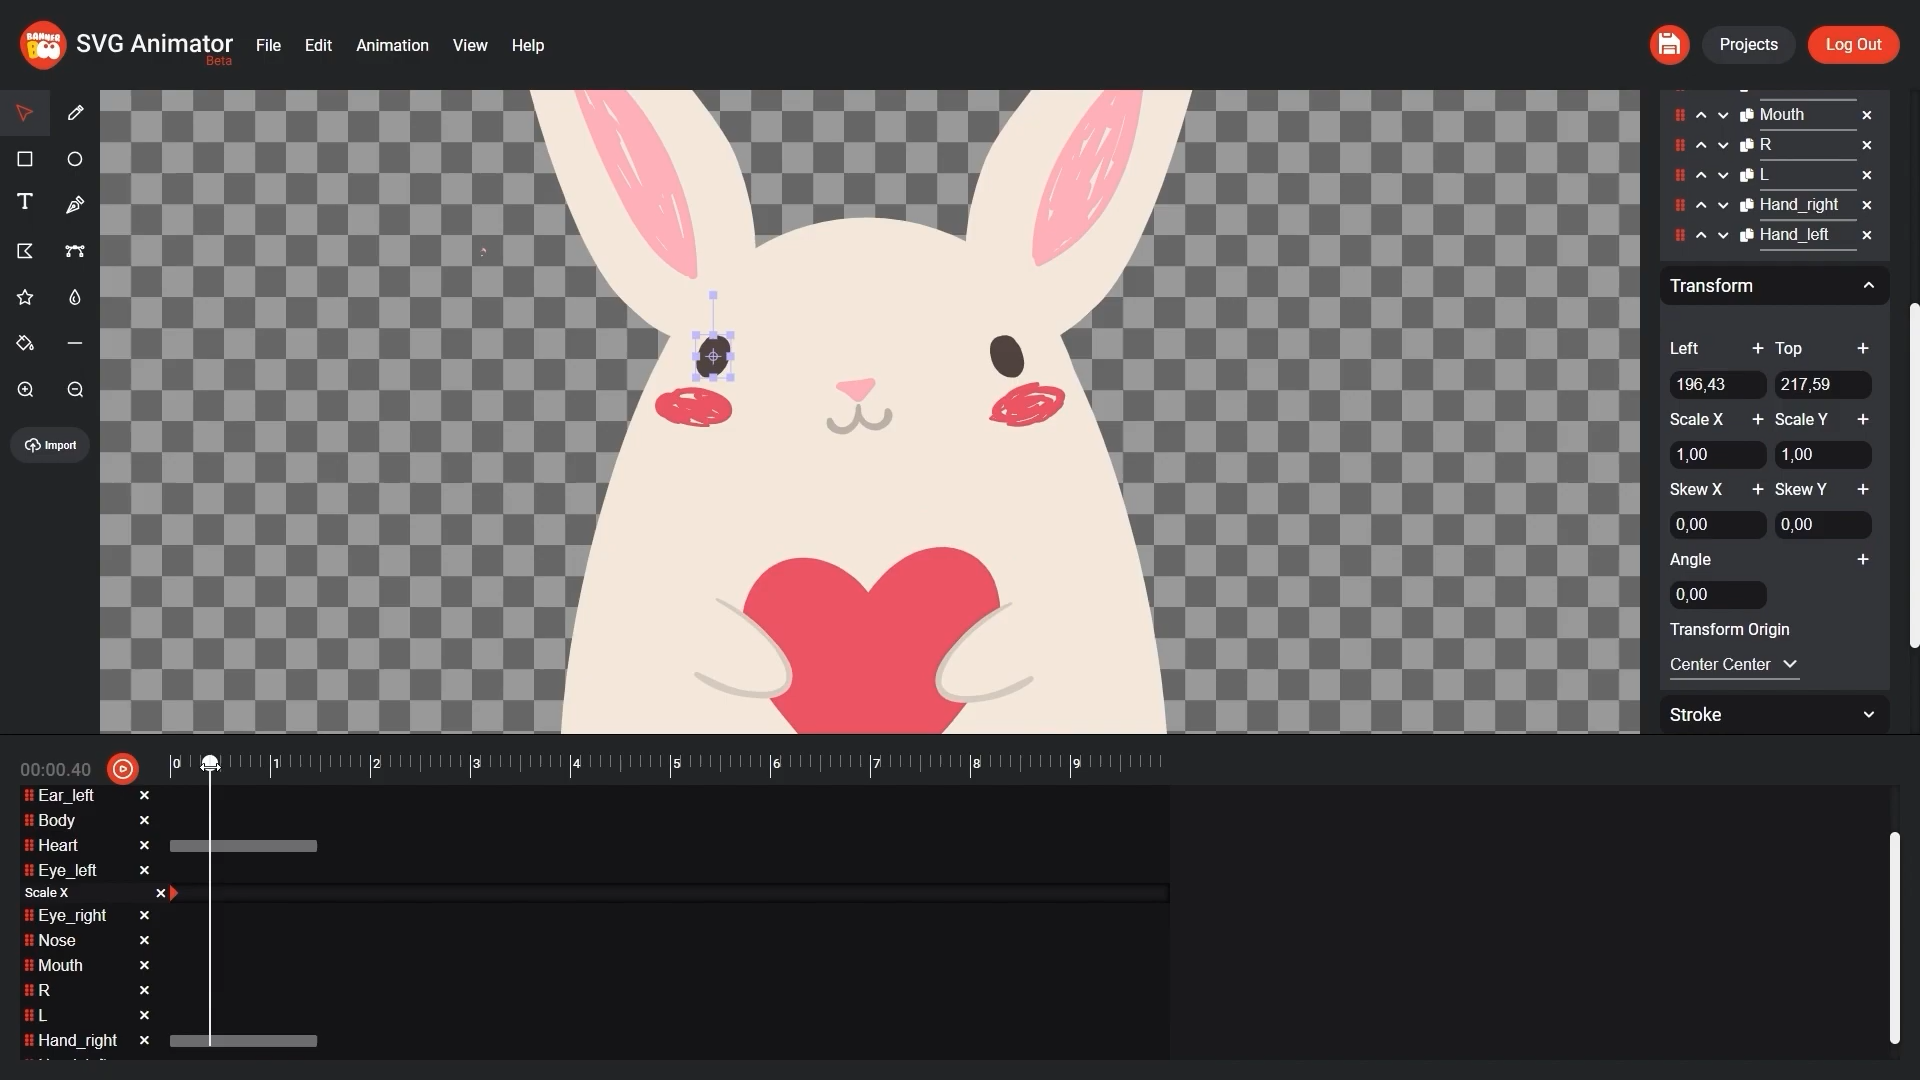 BANNER BOO
SVG Animator
Beta
File
Edit
Animation
View
Help
Projects
Log Out
T
Import
Mouth
R
L
Hand_right
Hand_left
Transform
Left + Top +
196,43 217,59
Scale X + Scale Y +
1,00 1,00
Skew X + Skew Y +
0,00 0,00
Angle +
0,00
Transform Origin
Center Center
Stroke
00:00.40
0 1 2 3 4 5 6 7 8 9
Ear_left
Body
Heart
Eye_left
Scale X
Eye_right
Nose
Mouth
R
L
Hand_right